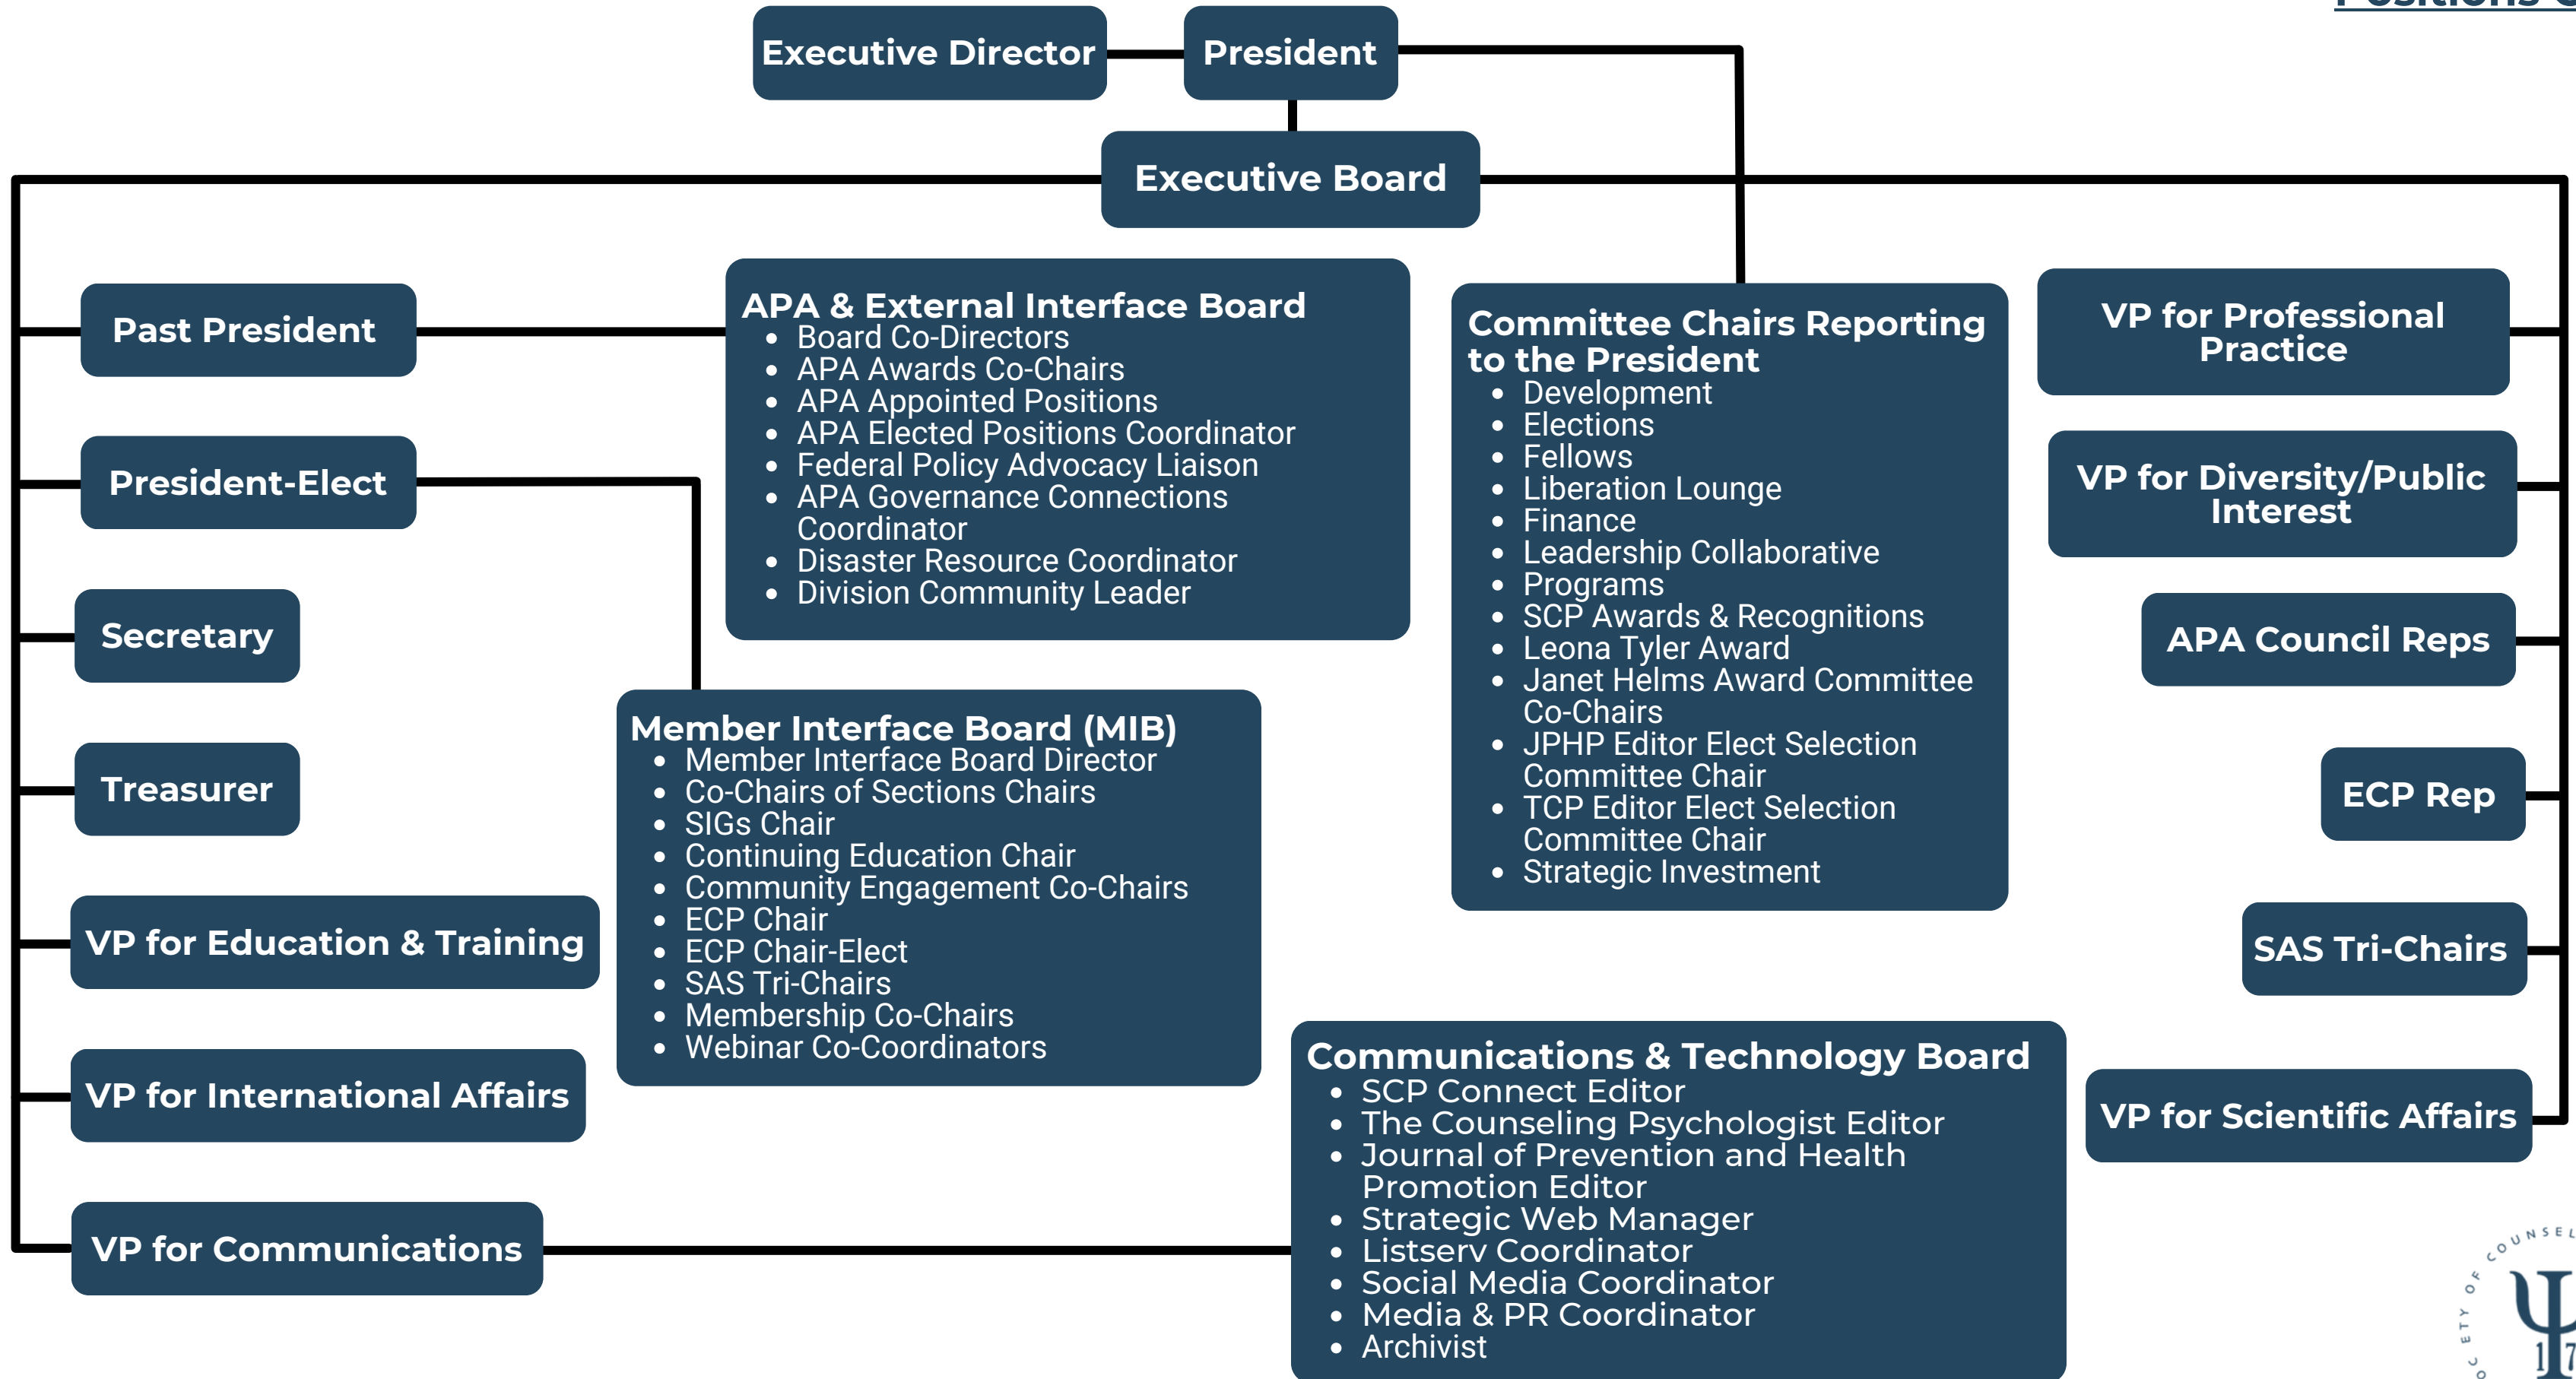 Executive Director
President
Executive Board
Past President
President-Elect
Secretary
Treasurer
VP for Education & Training
VP for International Affairs
VP for Communications
APA & External Interface Board
• Board Co-Directors
• APA Awards Co-Chairs
• APA Appointed Positions
• APA Elected Positions Coordinator
• Federal Policy Advocacy Liaison
• APA Governance Connections
Coordinator
• Disaster Resource Coordinator
• Division Community Leader
Member Interface Board (MIB)
• Member Interface Board Director
• Co-Chairs of Sections Chairs
• SIGs Chair
• Continuing Education Chair
• Community Engagement Co-Chairs
• ECP Chair
• ECP Chair-Elect
• SAS Tri-Chairs
• Membership Co-Chairs
• Webinar Co-Coordinators
Committee Chairs Reporting
to the President
• Development
• Elections
• Fellows
• Liberation Lounge
• Finance
• Leadership Collaborative
• Programs
• SCP Awards & Recognitions
• Leona Tyler Award
• Janet Helms Award Committee
Co-Chairs
• JPHP Editor Elect Selection
Committee Chair
• TCP Editor Elect Selection
Committee Chair
• Strategic Investment
Communications & Technology Board
• SCP Connect Editor
• The Counseling Psychologist Editor
• Journal of Prevention and Health
Promotion Editor
• Strategic Web Manager
• Listserv Coordinator
• Social Media Coordinator
• Media & PR Coordinator
• Archivist
VP for Professional
Practice
VP for Diversity/Public
Interest
APA Council Reps
ECP Rep
SAS Tri-Chairs
VP for Scientific Affairs
OF
Ψ
17